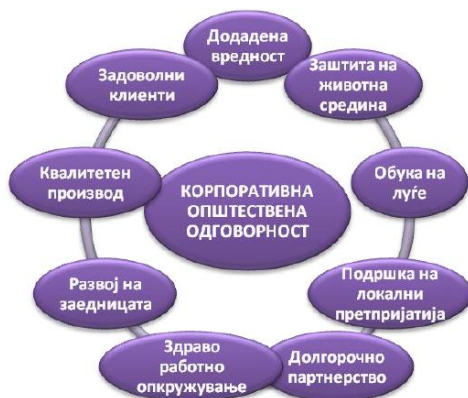 Додадена
вредност
Заштита на
животна
средина
Обука на
луѓе
Подршка на
локални
претпријатија
Долгорочно
партнерство
Здраво
работно
опкружување
Развој на
заедницата
Квалитетен
производ
Задоволни
клиенти
КОРПОРАТИВНА
ОПШТЕСТВЕНА
ОДГОВОРНОСТ